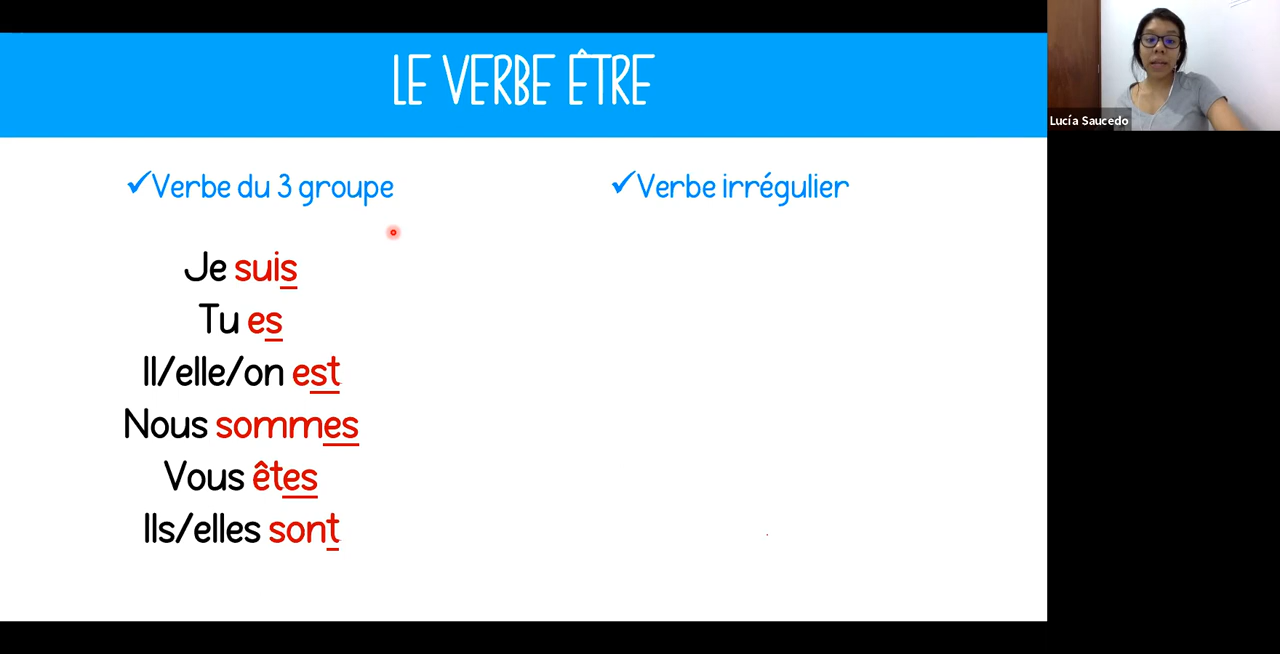 LE VERBE ÊTRE
✓Verbe du 3 groupe
✓Verbe irrégulier
Je suis
Tu es
Il/elle/on est
Nous sommes
Vous êtes
Ils/elles sont
Lucía Saucedo